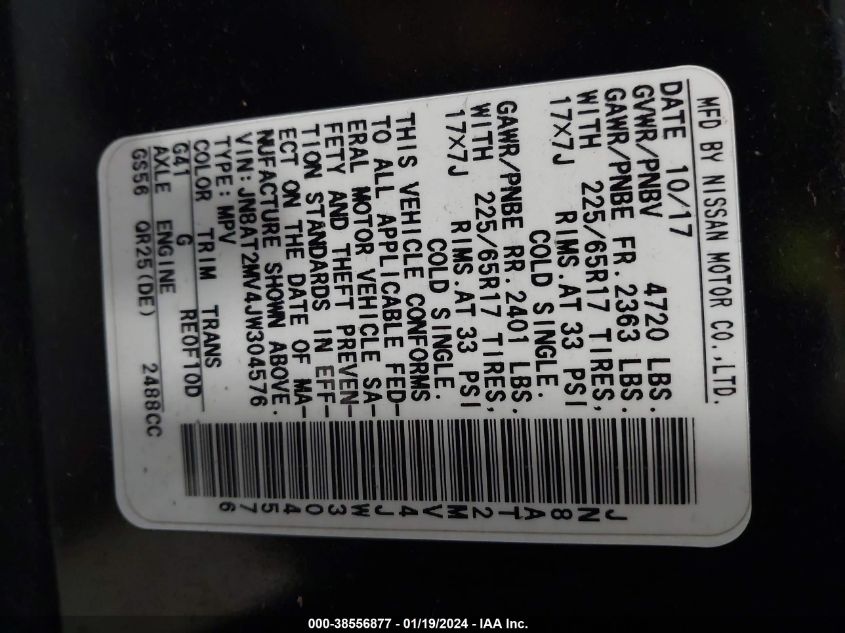 MFD BY NISSAN MOTOR CO.,LTD.
DATE 10/17
GVWR/PNBV 4720 LBS.
GAWR/PNBE FR. 2363 LBS.
WITH 225/65R17 TIRES,
17X7J RIMS.AT 33 PSI
COLD SINGLE.
GAWR/PNBE RR. 2401 LBS.
WITH 225/65R17 TIRES,
17X7J RIMS.AT 33 PSI
COLD SINGLE.
THIS VEHICLE CONFORMS
TO ALL APPLICABLE FED-
ERAL MOTOR VEHICLE SA-
FETY AND THEFT PREVEN-
TION STANDARDS IN EFF-
ECT ON THE DATE OF MA-
NUFACTURE SHOWN ABOVE.
VIN:JN8AT2MV4JW304576
TYPE:MPV
COLOR TRIM TRANS
G41 G RE0F10D
AXLE ENGINE
GS56 QR25(DE) 2488CC
JN8AT2MV4JW304576
000-38556877 - 01/19/2024 - IAA Inc.